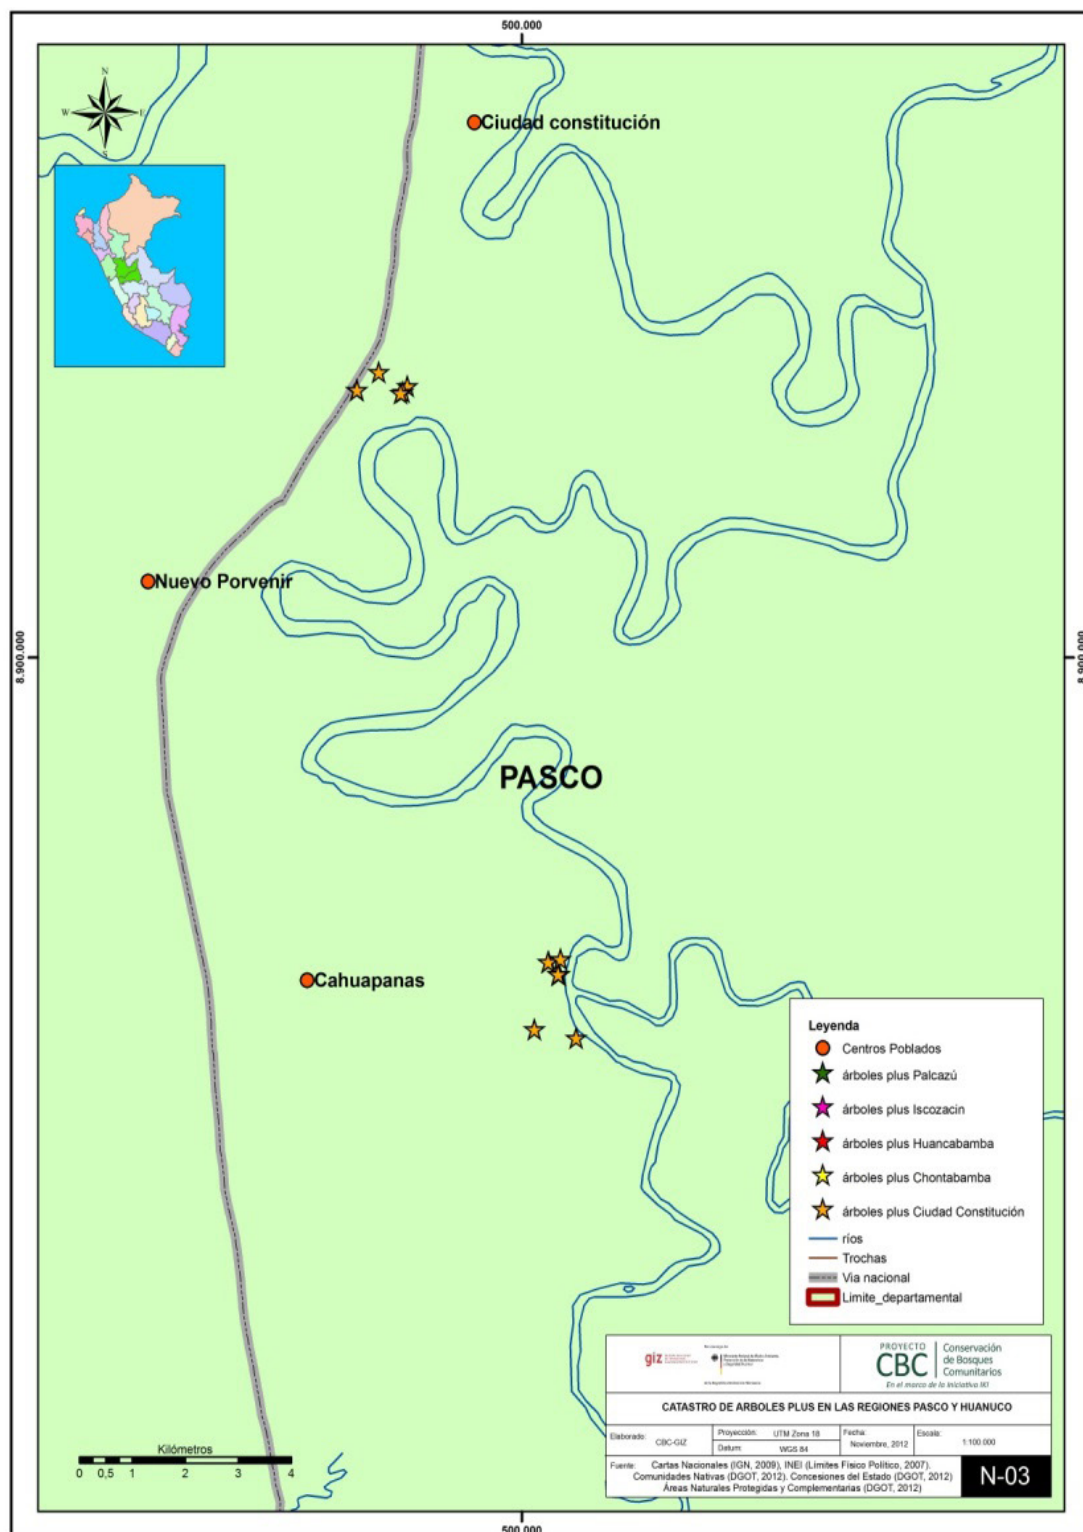 500.000
N
W E
S
Ciudad constitución
Nuevo Porvenir
8.900.000
8.900.000
PASCO
Cahuapanas
Leyenda
Centros Poblados
árboles plus Palcazú
árboles plus Iscozacin
árboles plus Huancabamba
árboles plus Chontabamba
árboles plus Ciudad Constitución
ríos
Trochas
Via nacional
Limite_departamental
giz
PROYECTO
CBC
Conservación
de Bosques
Comunitarios
En el marco de la Iniciativa IKI
CATASTRO DE ARBOLES PLUS EN LAS REGIONES PASCO Y HUANUCO
Elaborado: CBC-GIZ
Proyección: UTM Zona 18
Datum: WGS 84
Fecha: Noviembre, 2012
Escala: 1:100.000
Fuente: Cartas Nacionales (IGN, 2009), INEI (Limites Físico Político, 2007).
Comunidades Nativas (DGOT, 2012). Concesiones del Estado (DGOT, 2012)
Áreas Naturales Protegidas y Complementarias (DGOT, 2012)
N-03
Kilómetros
0 0,5 1 2 3 4
500.000